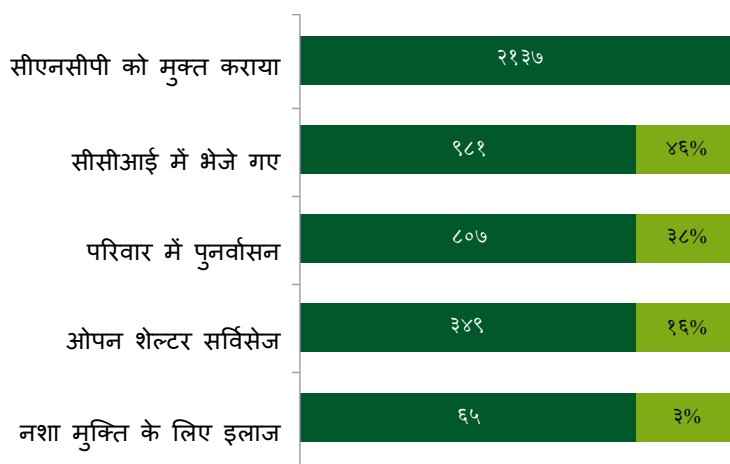 सीएनसीपी को मुक्त कराया २१३७
सीसीआई में भेजे गए ९८१ ४६%
परिवार में पुनर्वासन ८०७ ३८%
ओपन शेल्टर सर्विसेज ३४९ १६%
नशा मुक्ति के लिए इलाज ६५ ३%